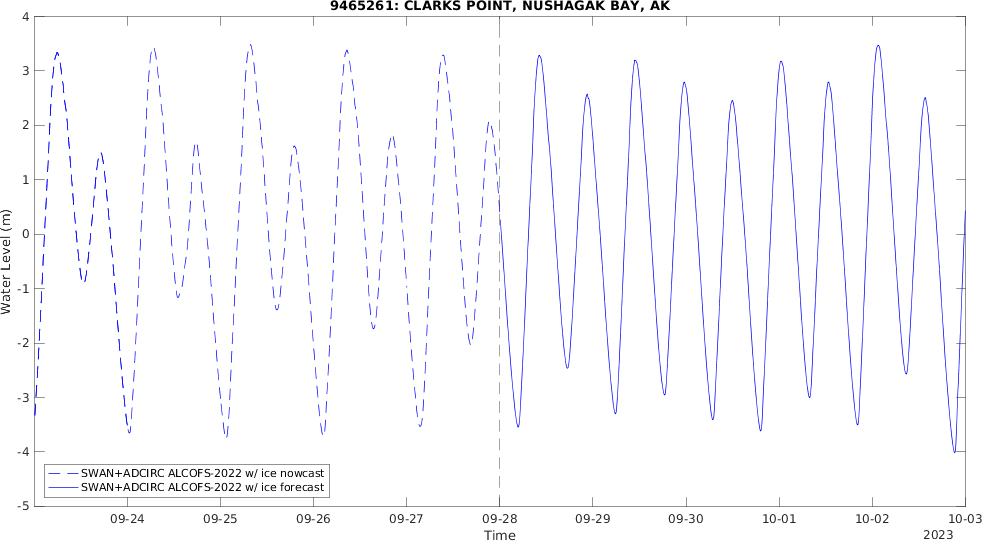 9465261: CLARKS POINT, NUSHAGAK BAY, AK
4
3
2
1
0
-1
-2
-3
-4
-5
Water Level (m)
SWAN+ADCIRC ALCOFS-2022 w/ ice nowcast
SWAN+ADCIRC ALCOFS-2022 w/ ice forecast
09-24 09-25 09-26 09-27 09-28 09-29 09-30 10-01 10-02 10-03
Time
2023